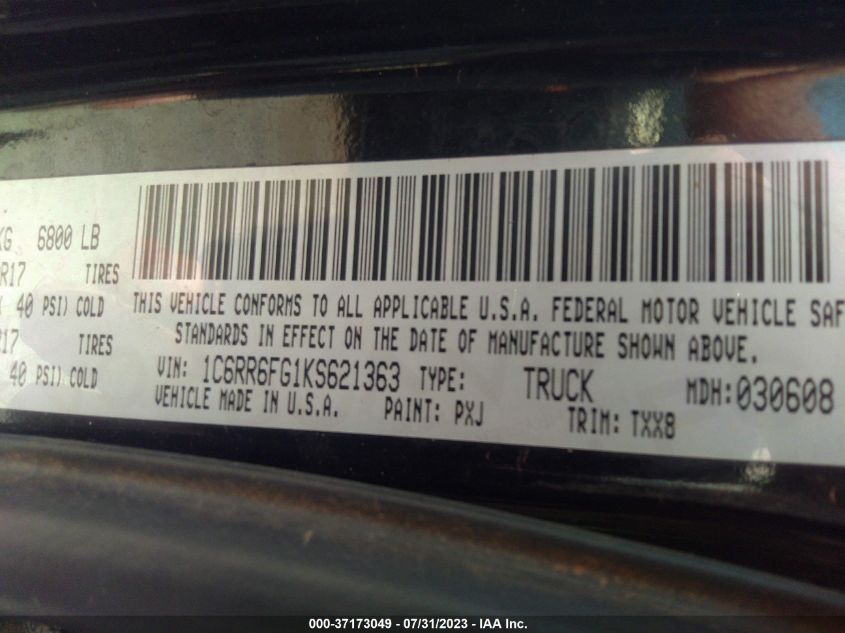 KG 6800 LB
R17 TIRES
40 PSI) COLD
R17 TIRES
40 PSI) COLD
THIS VEHICLE CONFORMS TO ALL APPLICABLE U.S.A. FEDERAL MOTOR VEHICLE SAF
STANDARDS IN EFFECT ON THE DATE OF MANUFACTURE SHOWN ABOVE.
VIN: 1C6RR6FG1KS621363 TYPE: TRUCK MDH:030608
VEHICLE MADE IN U.S.A. PAINT: PXJ TRIM: TXX8
000-37173049 - 07/31/2023 - IAA Inc.